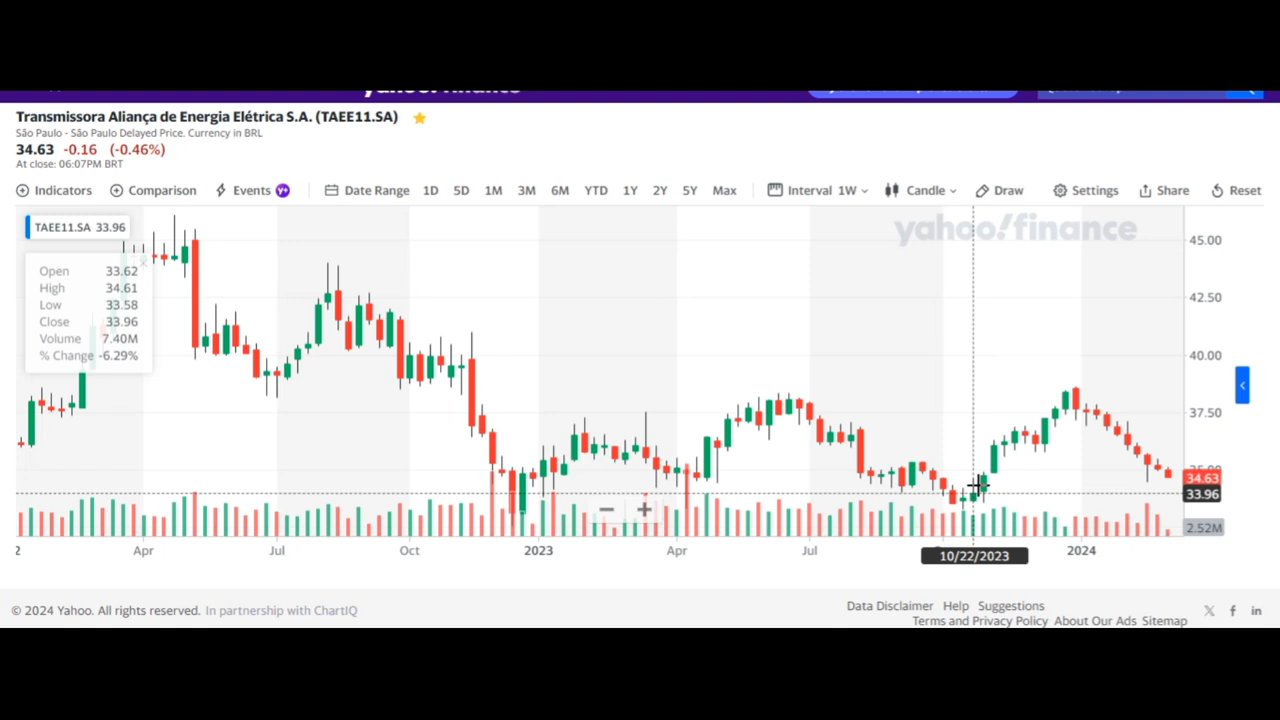 Transmissora Aliança de Energia Elétrica S.A. (TAEE11.SA)
São Paulo - São Paulo Delayed Price. Currency in BRL
34.63 -0.16 (-0.46%)
At close: 06:07PM BRT
Indicators Comparison Events Y+ Date Range 1D 5D 1M 3M 6M YTD 1Y 2Y 5Y Max Interval 1W Candle Draw Settings Share Reset
TAEE11.SA 33.96
yahoo!finance
45.00
Open 33.62
High 34.61
Low 33.58
Close 33.96
Volume 7.40M
% Change -6.29%
42.50
40.00
37.50
35.00
34.63
33.96
2.52M
2 Apr Jul Oct 2023 Apr Jul 10/22/2023 2024
© 2024 Yahoo. All rights reserved. In partnership with ChartIQ
Data Disclaimer Help Suggestions
Terms and Privacy Policy About Our Ads Sitemap